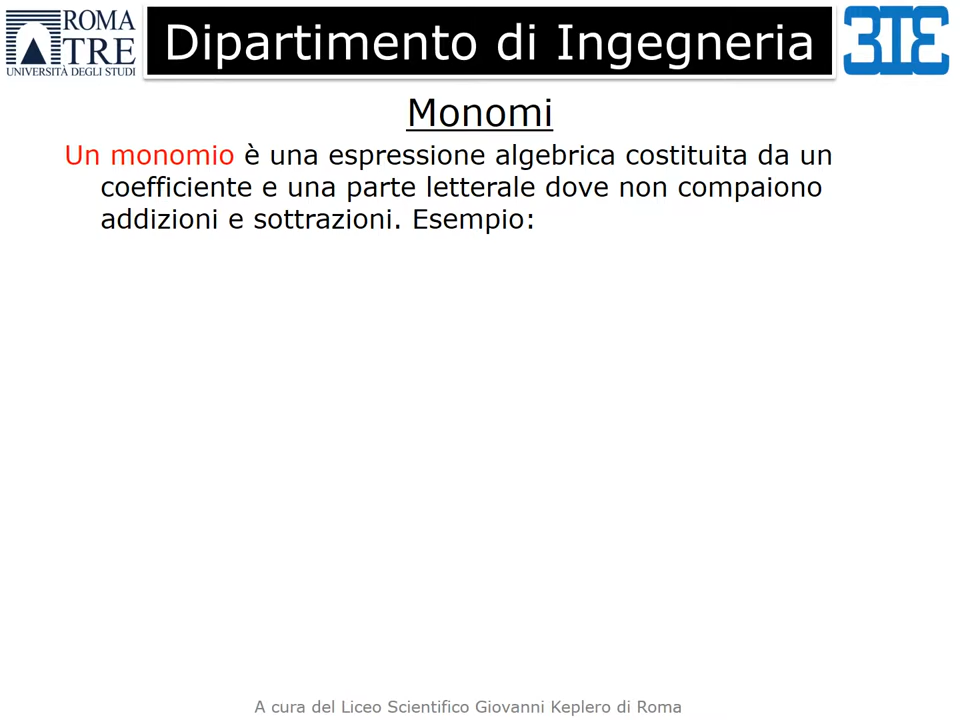 ROMA
TRE
UNIVERSITÀ DEGLI STUDI
Dipartimento di Ingegneria
3TE
Monomi
Un monomio è una espressione algebrica costituita da un
coefficiente e una parte letterale dove non compaiono
addizioni e sottrazioni. Esempio:
A cura del Liceo Scientifico Giovanni Keplero di Roma